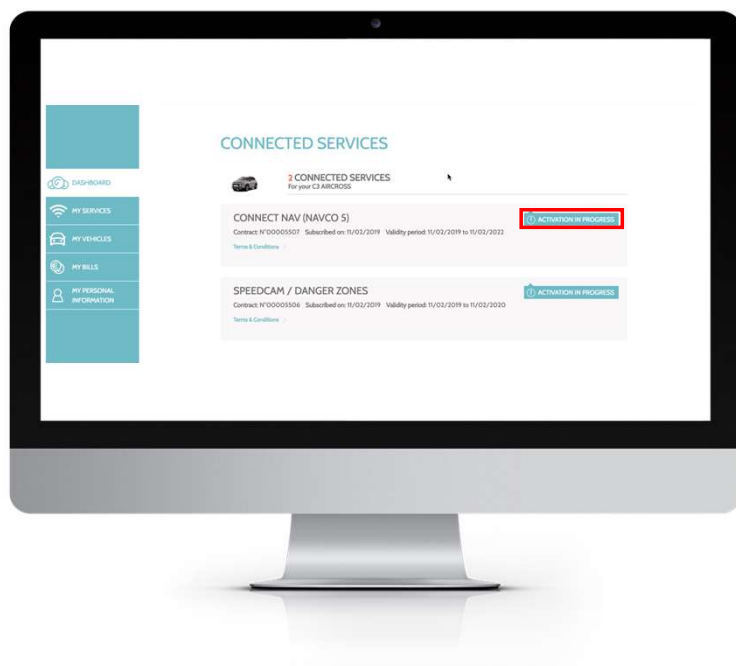 CONNECTED SERVICES
2 CONNECTED SERVICES
For your C3 AIRCROSS
DASHBOARD
MY SERVICES
MY VEHICLES
MY BILLS
MY PERSONAL
INFORMATION
CONNECT NAV (NAVCO 5)
ACTIVATION IN PROGRESS
Contract N°00005507 Subscribed on: 11/02/2019 Validity period: 11/02/2019 to 11/02/2022
Terms & Conditions >
SPEEDCAM / DANGER ZONES
ACTIVATION IN PROGRESS
Contract N°00005506 Subscribed on: 11/02/2019 Validity period: 11/02/2019 to 11/02/2020
Terms & Conditions >